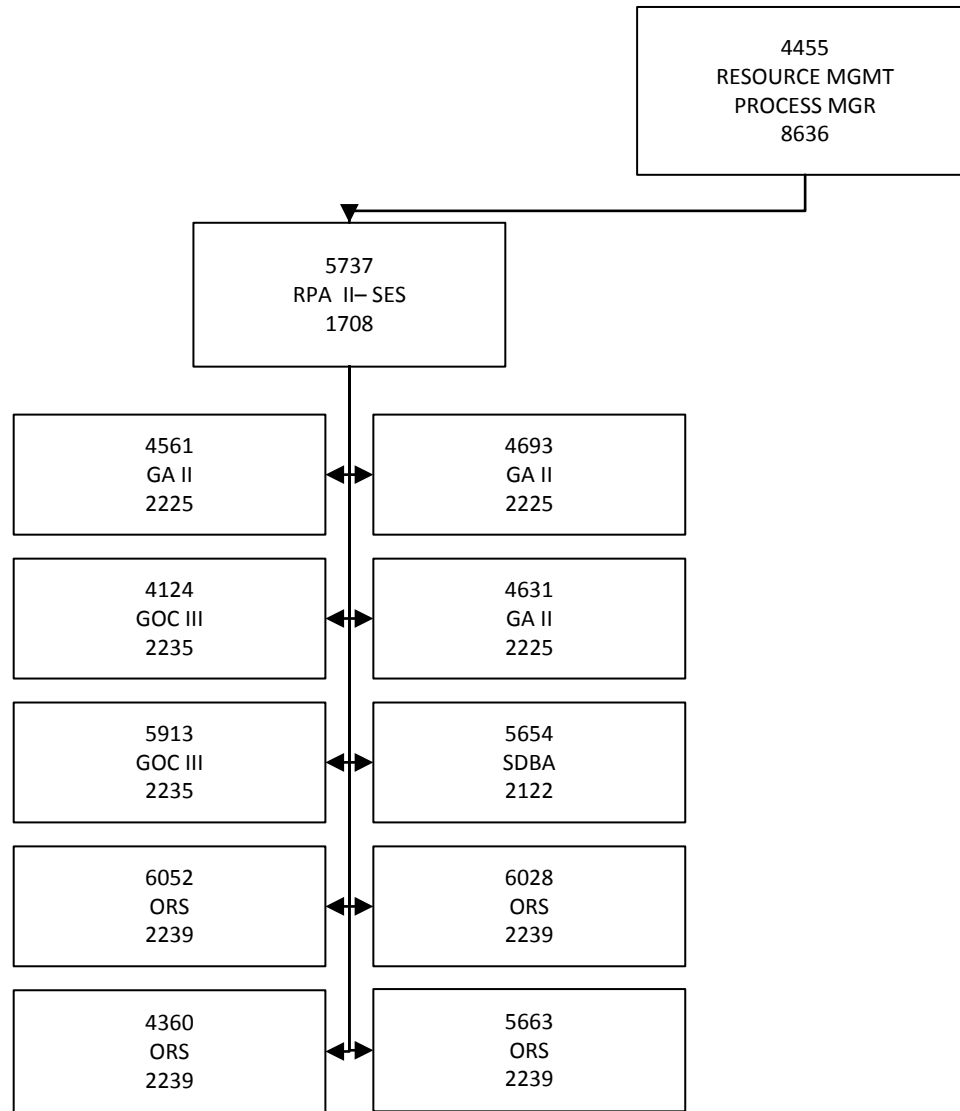 4455
RESOURCE MGMT
PROCESS MGR
8636
5737
RPA II– SES
1708
4561
GA II
2225
4693
GA II
2225
4124
GOC III
2235
4631
GA II
2225
5913
GOC III
2235
5654
SDBA
2122
6052
ORS
2239
6028
ORS
2239
4360
ORS
2239
5663
ORS
2239